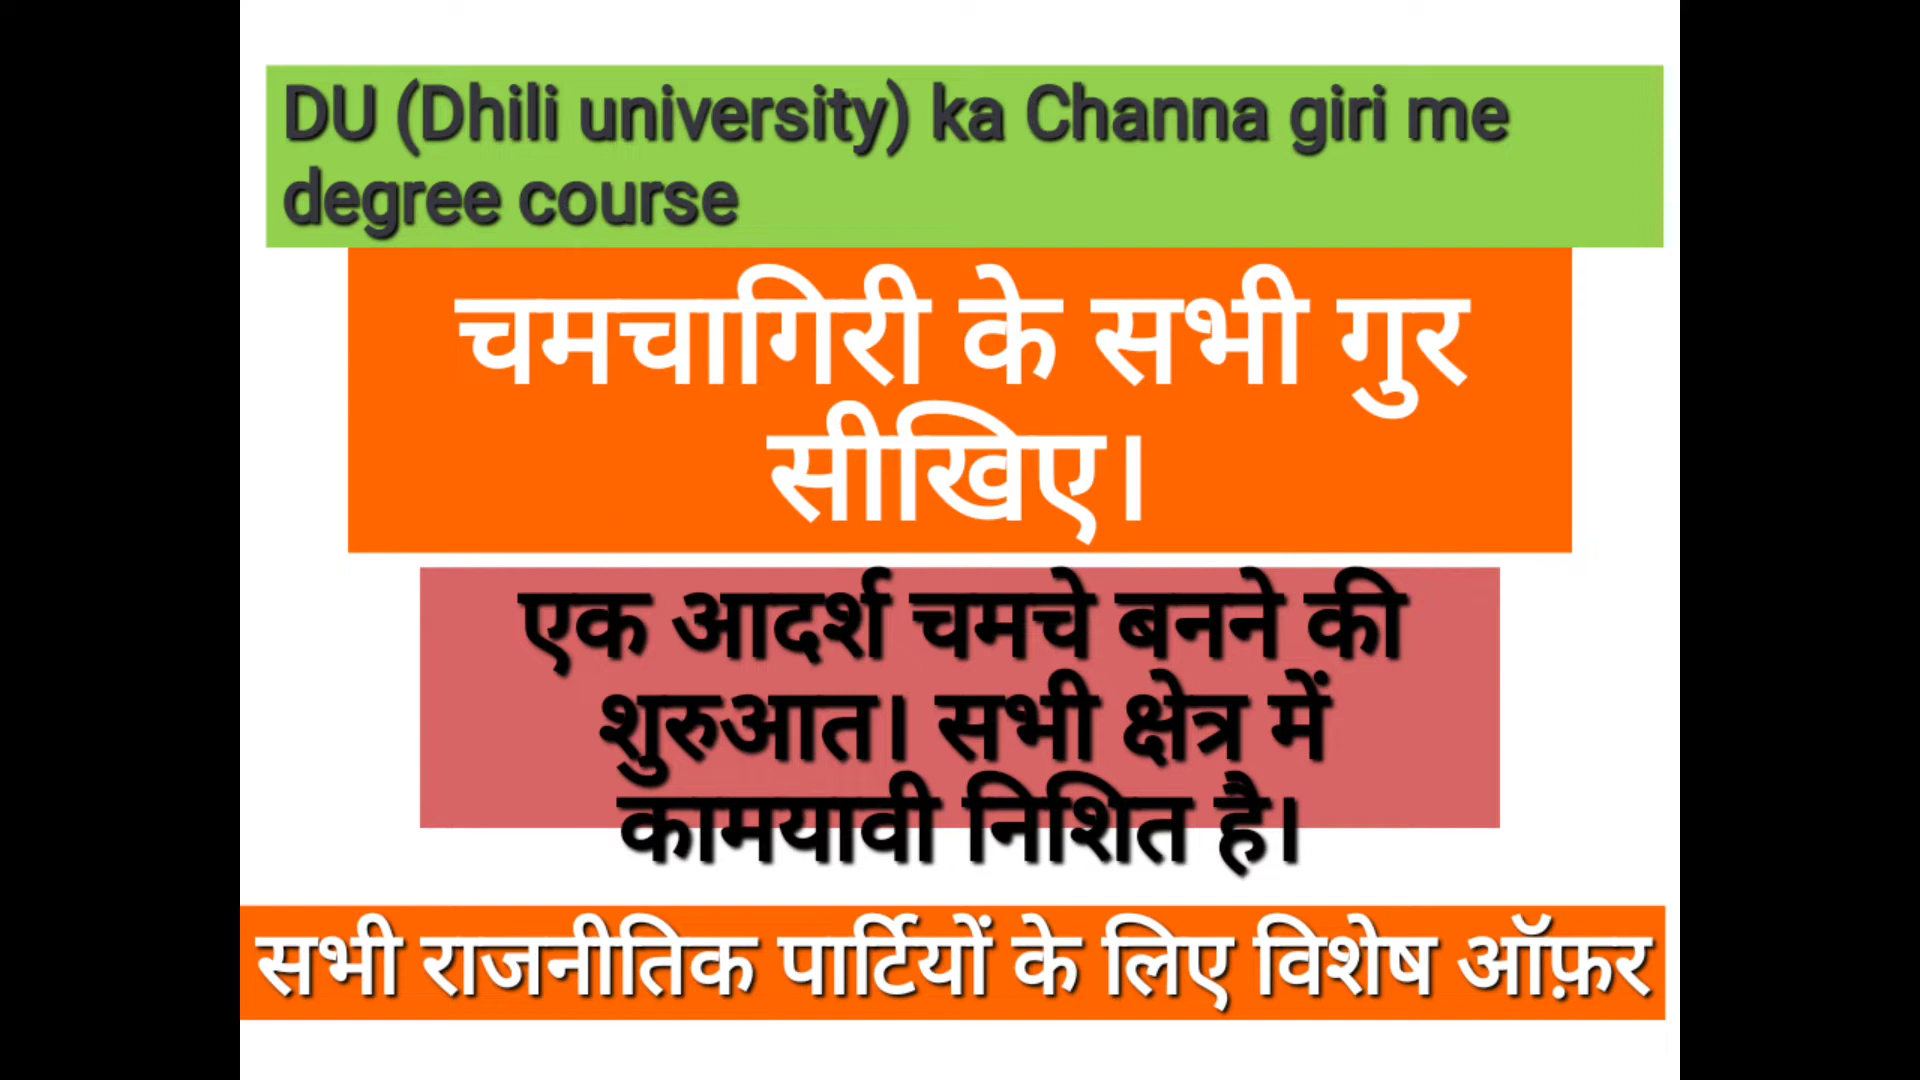 DU (Dhili university) ka Channa giri me
degree course
चमचागिरी के सभी गुर
सीखिए।
एक आदर्श चमचे बनने की
शुरुआत। सभी क्षेत्र में
कामयावी निशित है।
सभी राजनीतिक पार्टियों के लिए विशेष ऑफ़र